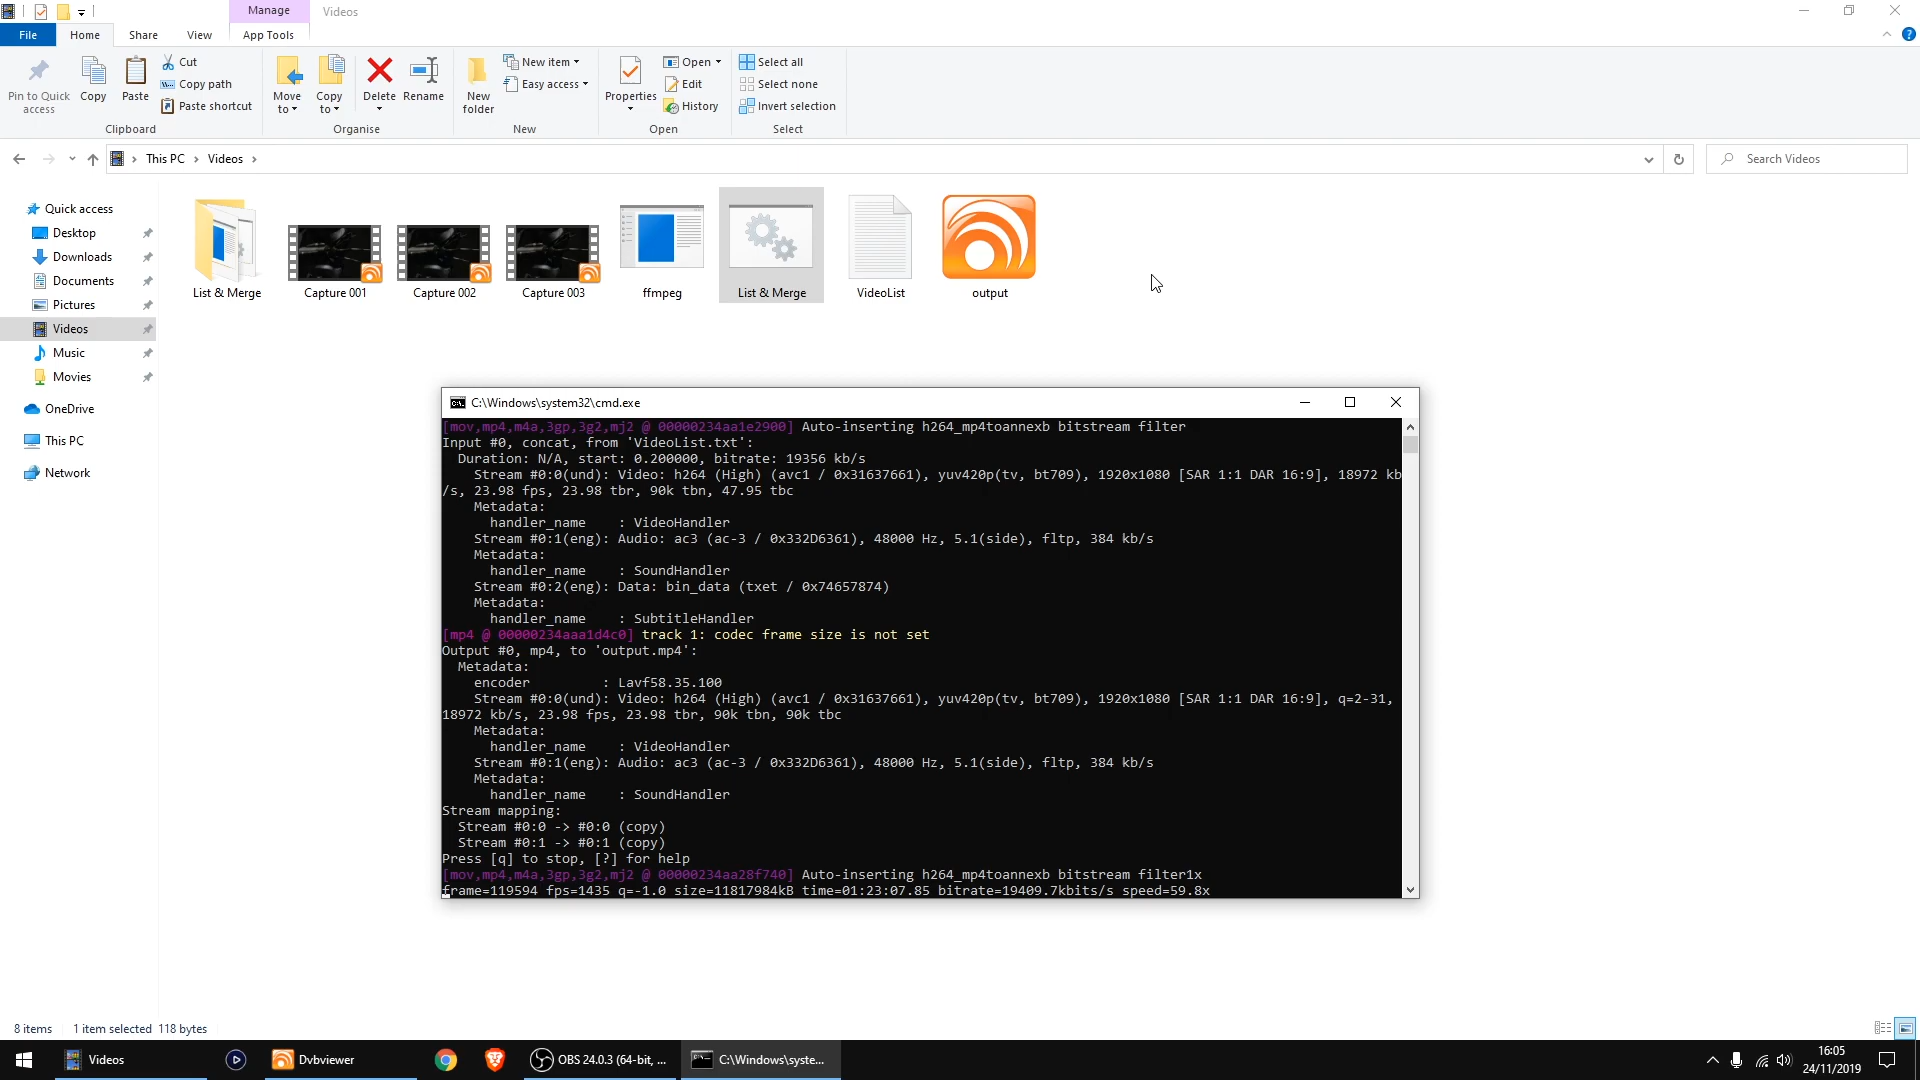 Manage
Videos
File
Home
Share
View
App Tools
Pin to Quick access
Copy
Paste
Cut
Copy path
Paste shortcut
Clipboard
Move to
Copy to
Delete
Rename
Organise
New folder
New item
Easy access
New
Properties
Open
Edit
History
Open
Select all
Select none
Invert selection
Select
This PC
Videos
Search Videos
Quick access
Desktop
Downloads
Documents
Pictures
Videos
Music
Movies
OneDrive
This PC
Network
List & Merge
Capture 001
Capture 002
Capture 003
ffmpeg
List & Merge
VideoList
output
C:\Windows\system32\cmd.exe
[mov,mp4,m4a,3gp,3g2,mj2 @ 00000234aa1e2900] Auto-inserting h264_mp4toannexb bitstream filter
Input #0, concat, from 'VideoList.txt':
Duration: N/A, start: 0.200000, bitrate: 19356 kb/s
Stream #0:0(und): Video: h264 (High) (avc1 / 0x31637661), yuv420p(tv, bt709), 1920x1080 [SAR 1:1 DAR 16:9], 18972 kb
/s, 23.98 fps, 23.98 tbr, 90k tbn, 47.95 tbc
Metadata:
handler_name : VideoHandler
Stream #0:1(eng): Audio: ac3 (ac-3 / 0x332D6361), 48000 Hz, 5.1(side), fltp, 384 kb/s
Metadata:
handler_name : SoundHandler
Stream #0:2(eng): Data: bin_data (txet / 0x74657874)
Metadata:
handler_name : SubtitleHandler
[mp4 @ 00000234aaa1d4c0] track 1: codec frame size is not set
Output #0, mp4, to 'output.mp4':
Metadata:
encoder : Lavf58.35.100
Stream #0:0(und): Video: h264 (High) (avc1 / 0x31637661), yuv420p(tv, bt709), 1920x1080 [SAR 1:1 DAR 16:9], q=2-31,
18972 kb/s, 23.98 fps, 23.98 tbr, 90k tbn, 90k tbc
Metadata:
handler_name : VideoHandler
Stream #0:1(eng): Audio: ac3 (ac-3 / 0x332D6361), 48000 Hz, 5.1(side), fltp, 384 kb/s
Metadata:
handler_name : SoundHandler
Stream mapping:
Stream #0:0 -> #0:0 (copy)
Stream #0:1 -> #0:1 (copy)
Press [q] to stop, [?] for help
[mov,mp4,m4a,3gp,3g2,mj2 @ 00000234aa28f740] Auto-inserting h264_mp4toannexb bitstream filter1x
frame=119594 fps=1435 q=-1.0 size=11817984kB time=01:23:07.85 bitrate=19409.7kbits/s speed=59.8x
8 items
1 item selected 118 bytes
Videos
Dvbviewer
OBS 24.0.3 (64-bit, ...
C:\Windows\syste...
16:05
24/11/2019